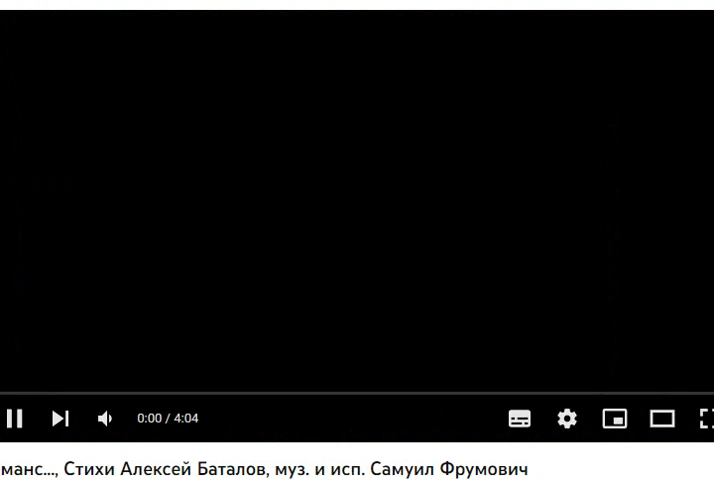 0:00 / 4:04
манс..., Стихи Алексей Баталов, муз. и исп. Самуил Фрумович